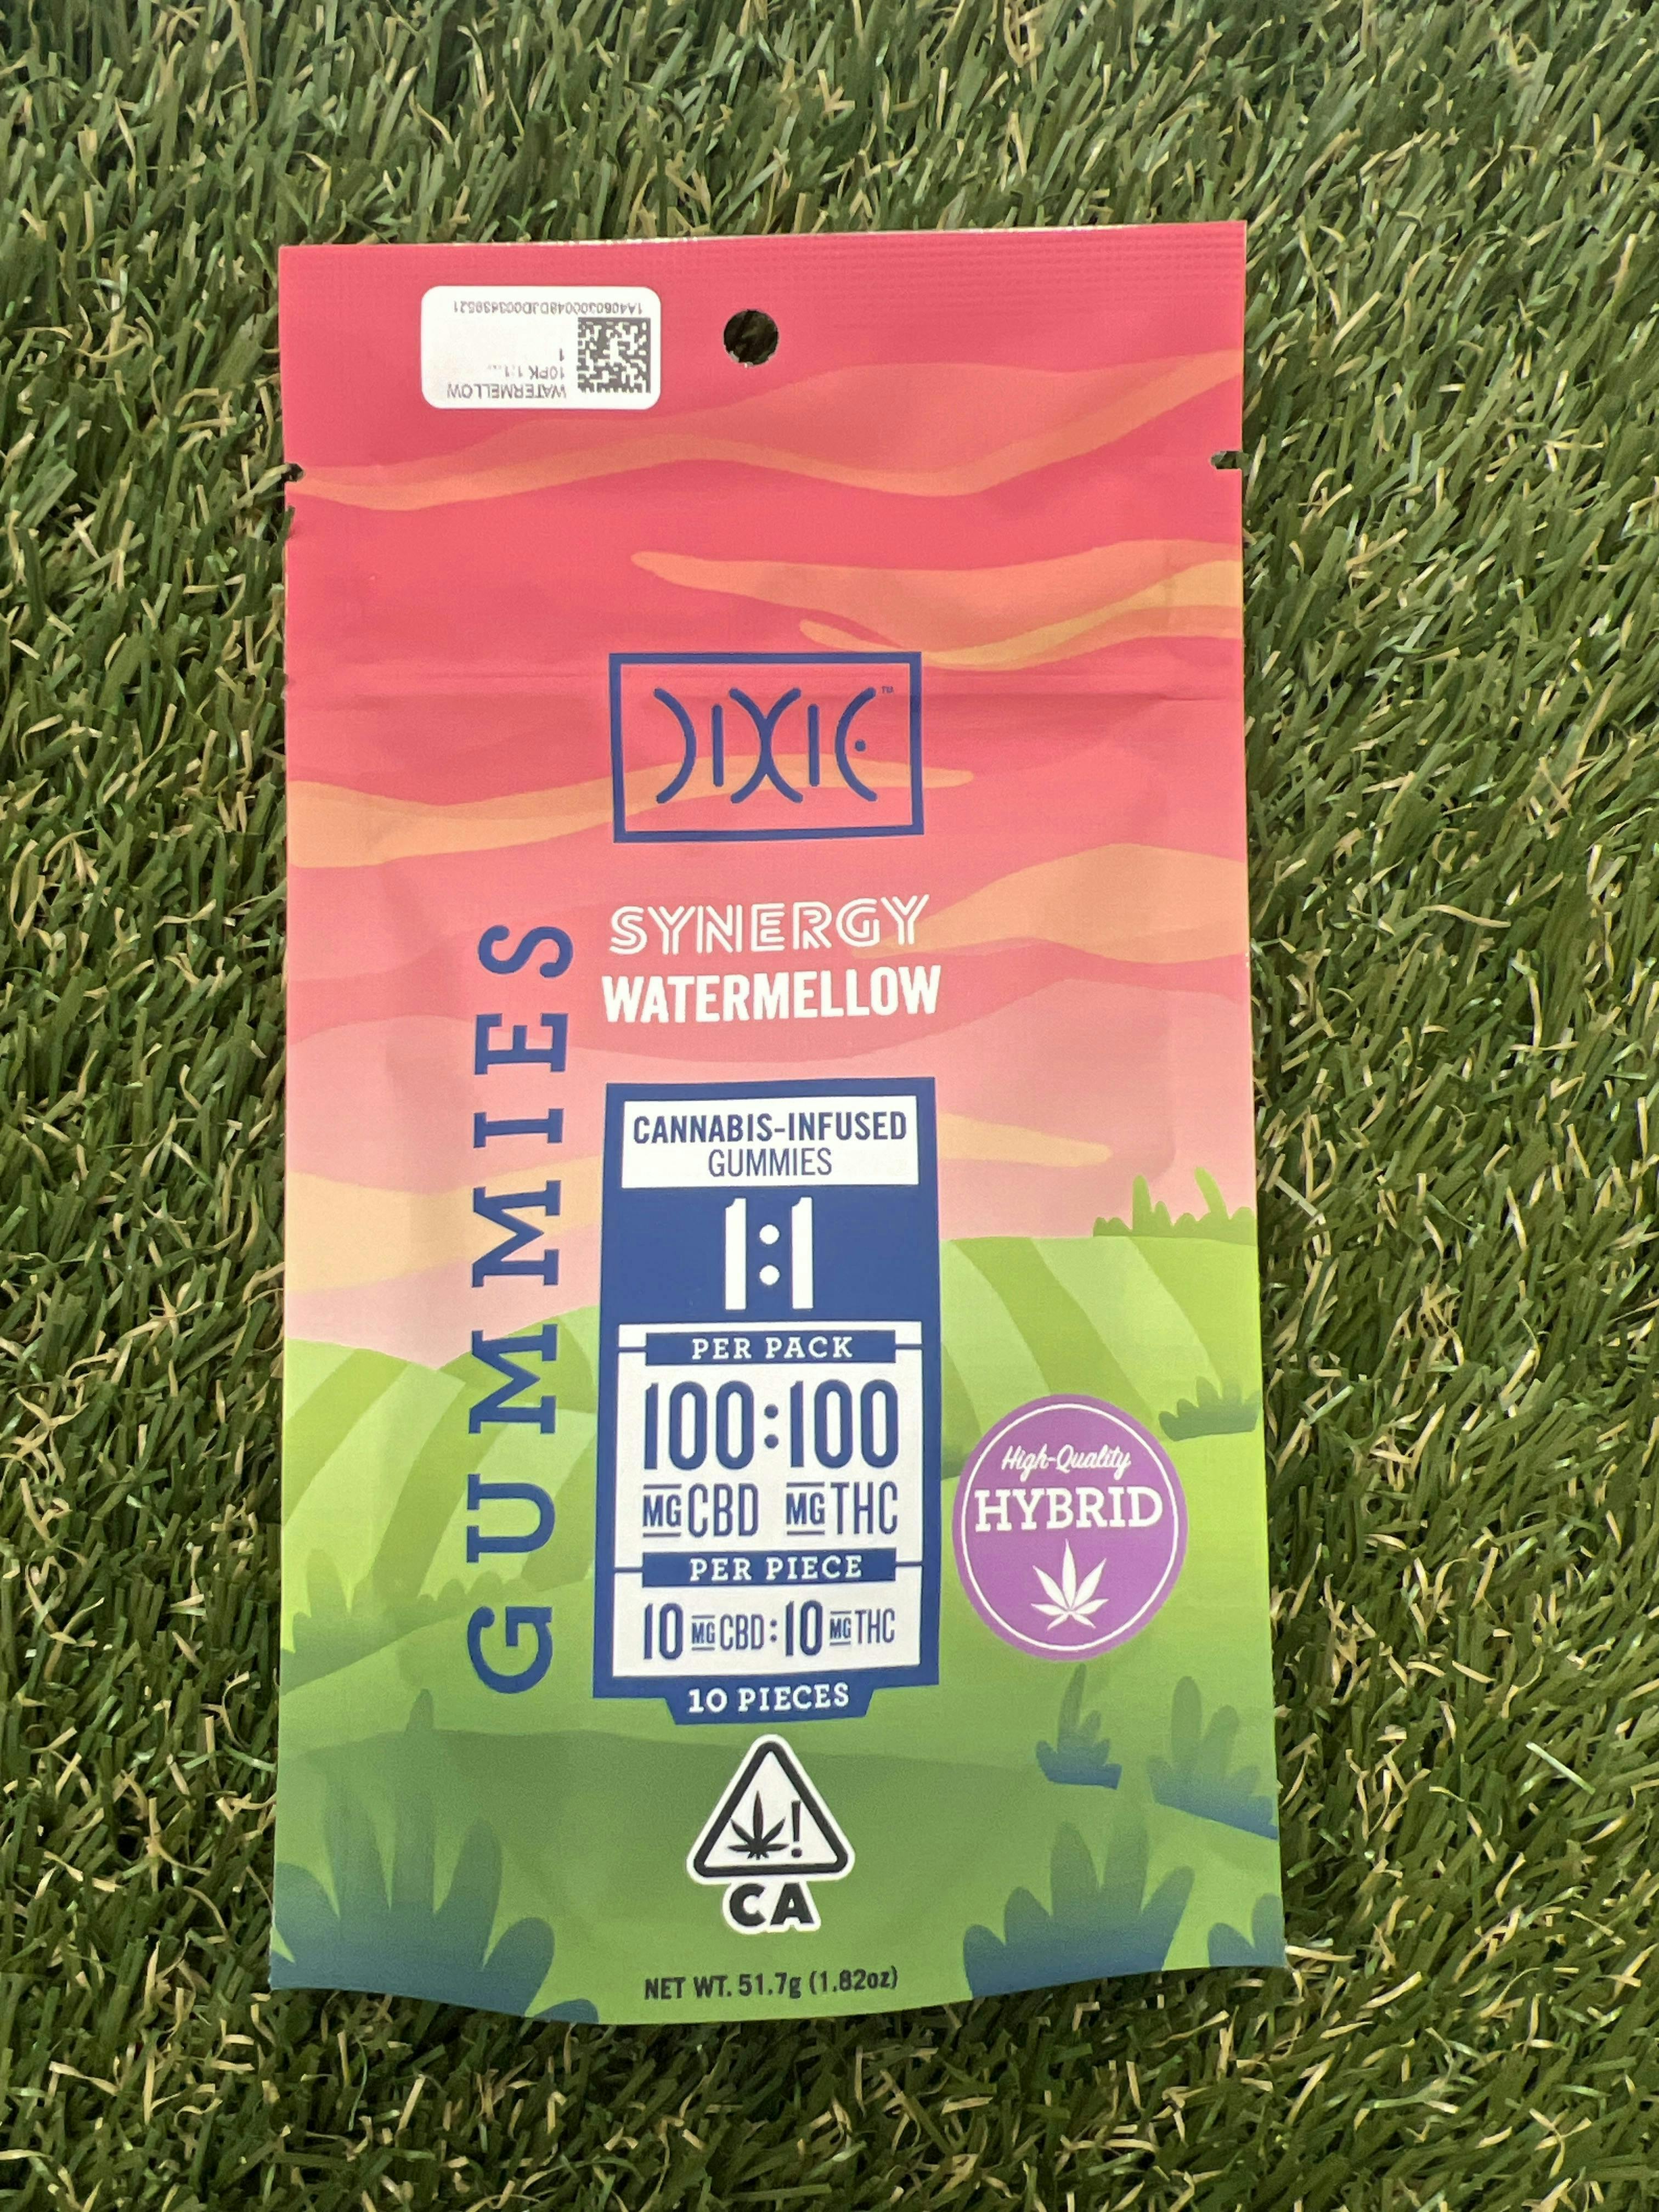 1A4060300049DJD003639521
WATERMELLOW
10PK 1:1...
1
DIXIE™
SYNERGY
WATERMELLOW
GUMMIES
CANNABIS-INFUSED
GUMMIES
1:1
PER PACK
100:100
MG CBD MG THC
PER PIECE
10 MG CBD:10 MG THC
10 PIECES
High-Quality
HYBRID
!
CA
NET WT. 51.7g (1.82oz)